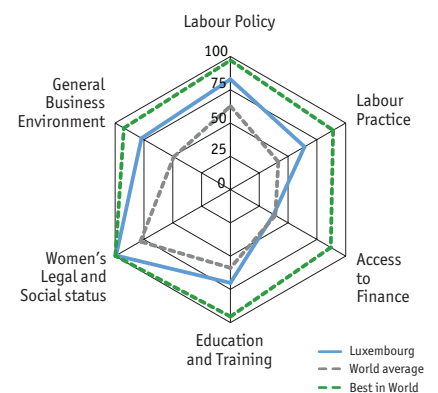 Labour Policy
100
75
50
25
0
General
Business
Environment
Labour
Practice
Women's
Legal and
Social status
Access
to
Finance
Education
and Training
Luxembourg
World average
Best in World